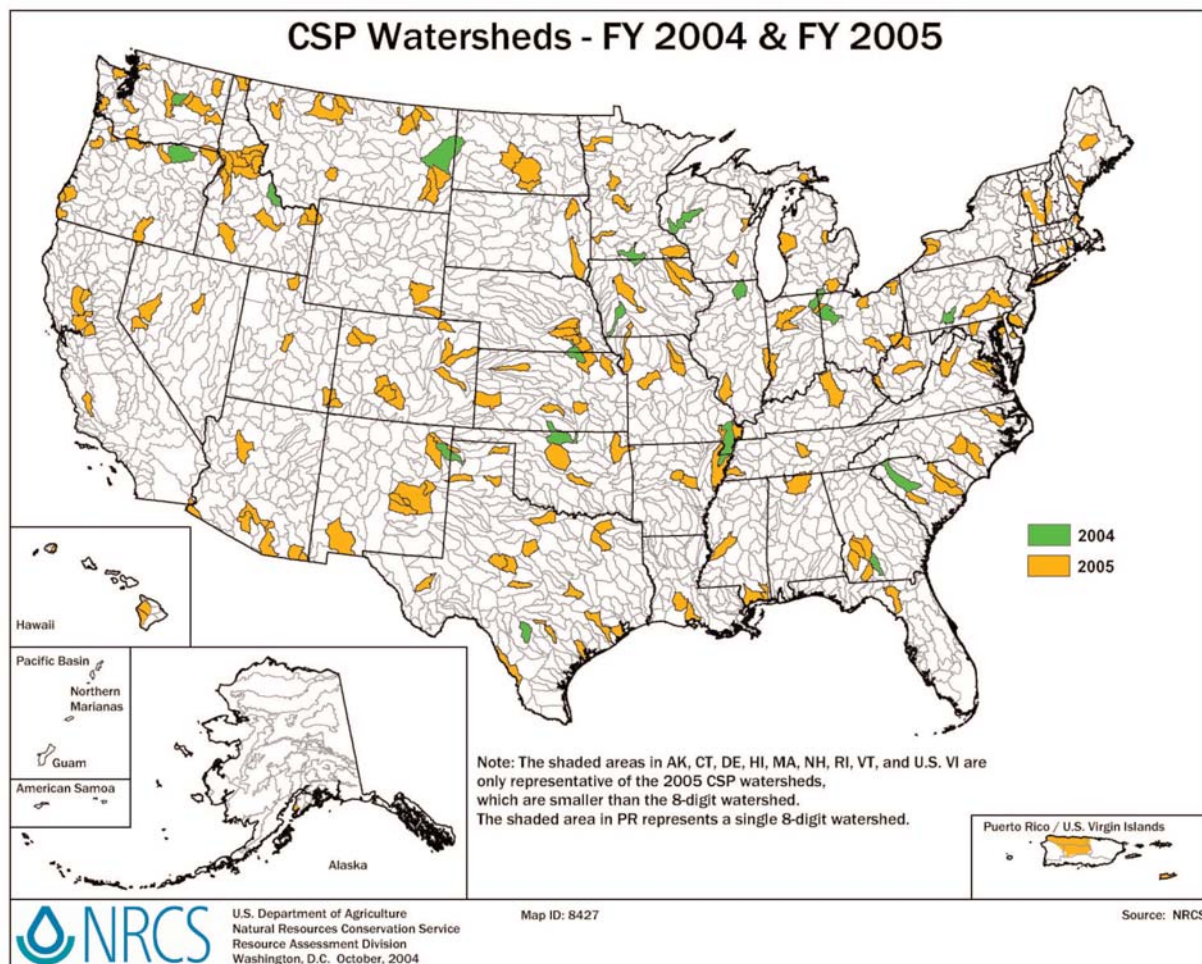 CSP Watersheds - FY 2004 & FY 2005
2004
2005
Hawaii
Pacific Basin
Northern
Marianas
Guam
American Samoa
Alaska
Note: The shaded areas in AK, CT, DE, HI, MA, NH, RI, VT, and U.S. VI are
only representative of the 2005 CSP watersheds,
which are smaller than the 8-digit watershed.
The shaded area in PR represents a single 8-digit watershed.
Puerto Rico / U.S. Virgin Islands
NRCS
U.S. Department of Agriculture
Natural Resources Conservation Service
Resource Assessment Division
Washington, D.C. October, 2004
Map ID: 8427
Source: NRCS